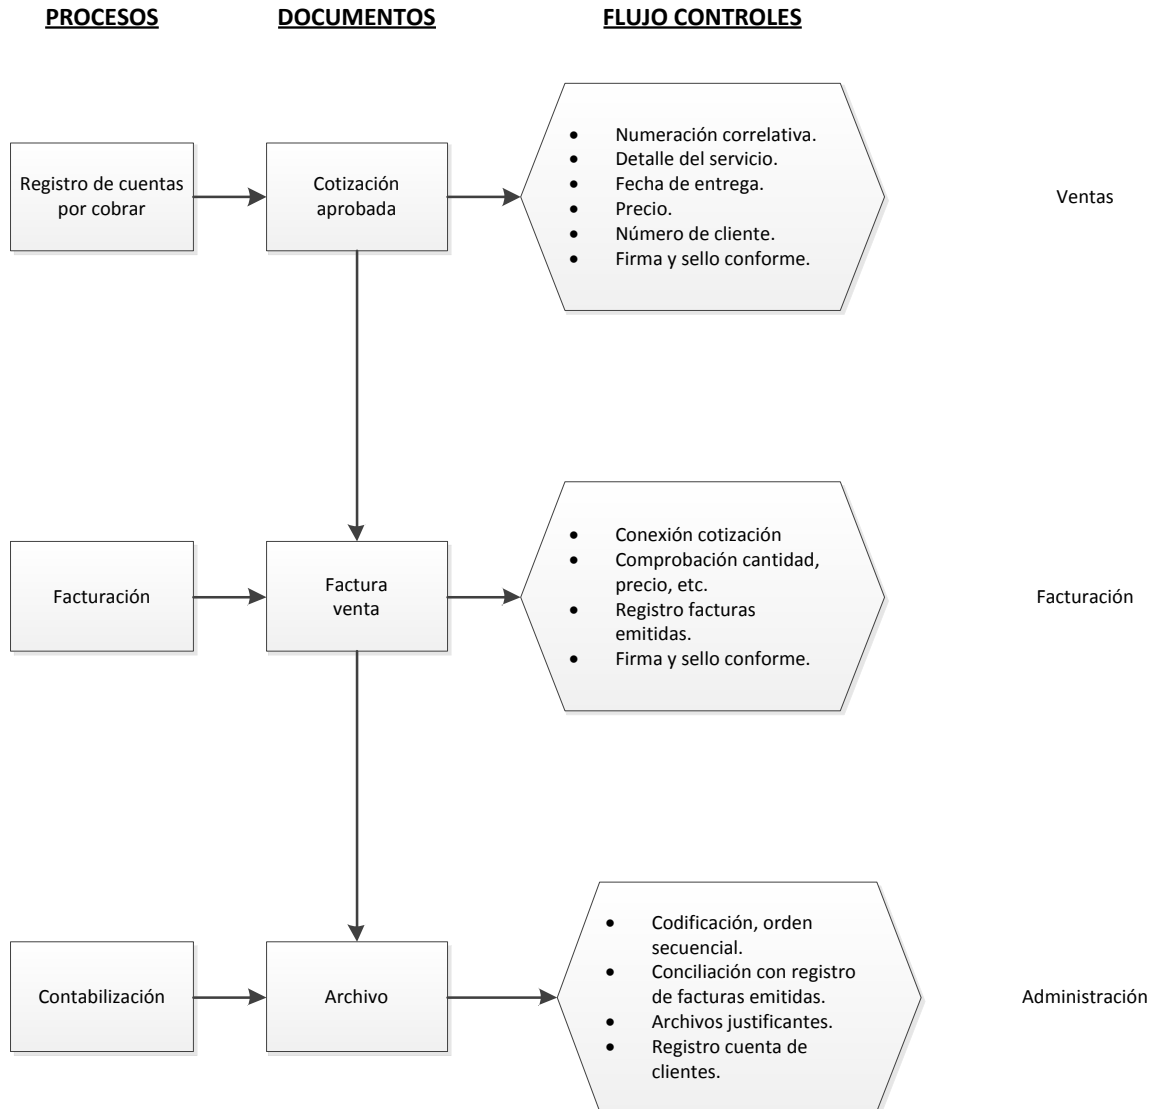 PROCESOS
DOCUMENTOS
FLUJO CONTROLES
Registro de cuentas
por cobrar
Cotización
aprobada
• Numeración correlativa.
• Detalle del servicio.
• Fecha de entrega.
• Precio.
• Número de cliente.
• Firma y sello conforme.
Ventas
Facturación
Factura
venta
• Conexión cotización
• Comprobación cantidad,
precio, etc.
• Registro facturas
emitidas.
• Firma y sello conforme.
Facturación
Contabilización
Archivo
• Codificación, orden
secuencial.
• Conciliación con registro
de facturas emitidas.
• Archivos justificantes.
• Registro cuenta de
clientes.
Administración